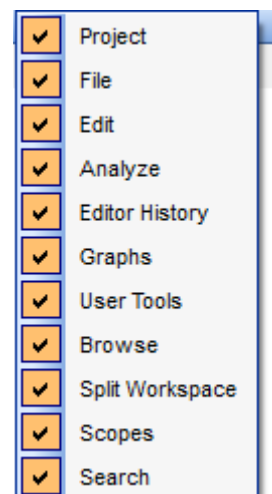 Project
File
Edit
Analyze
Editor History
Graphs
User Tools
Browse
Split Workspace
Scopes
Search